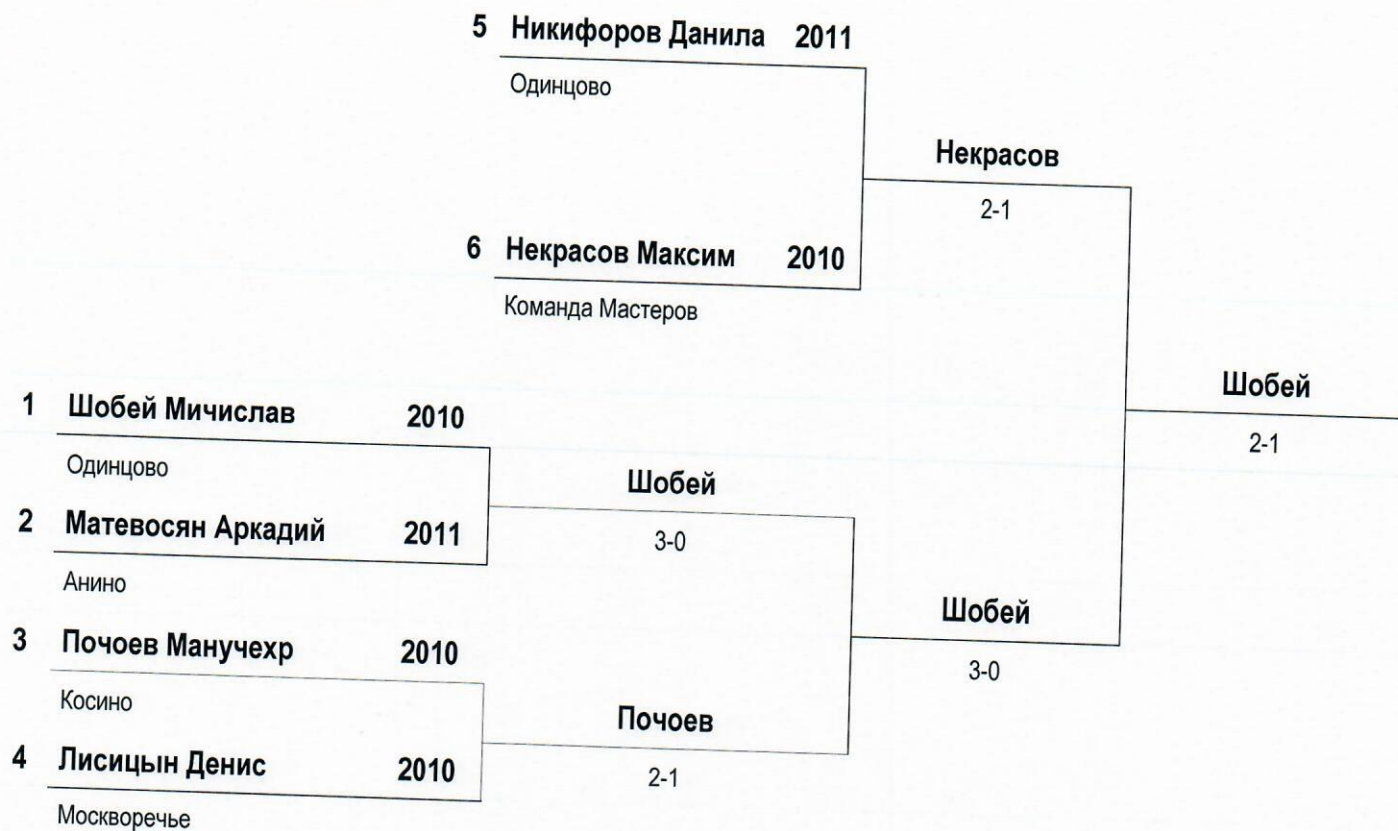 5 Никифоров Данила 2011
Одинцово
Некрасов
2-1
6 Некрасов Максим 2010
Команда Мастеров
Шобей
2-1
1 Шобей Мичислав 2010
Одинцово
Шобей
3-0
2 Матевосян Аркадий 2011
Анино
Шобей
3-0
3 Почоев Манучехр 2010
Косино
Почоев
2-1
4 Лисицын Денис 2010
Москворечье